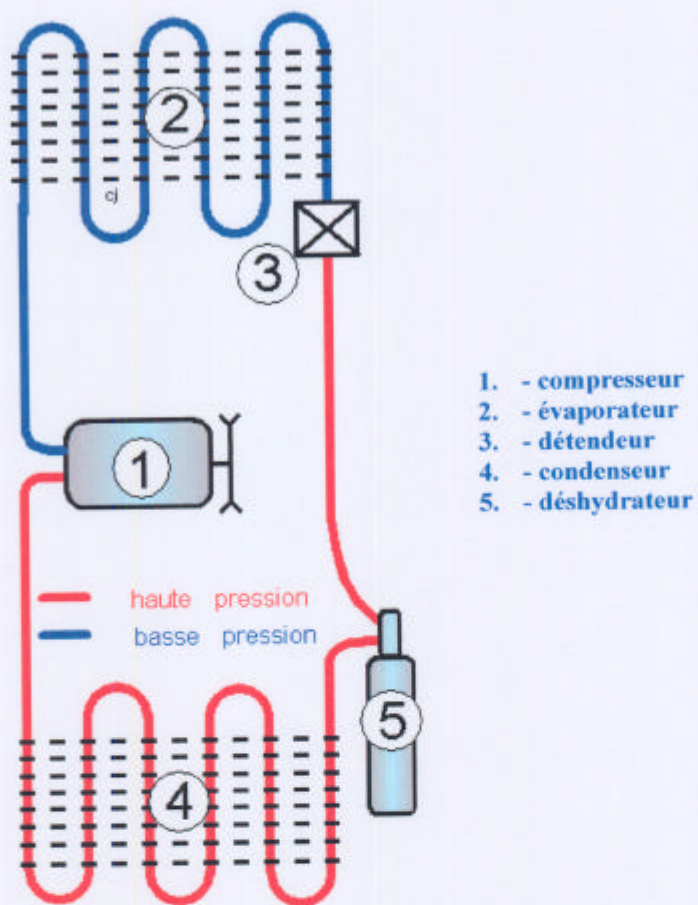 2
cj
3
1. - compresseur
2. - évaporateur
3. - détendeur
4. - condenseur
5. - déshydrateur
1
haute pression
basse pression
5
4